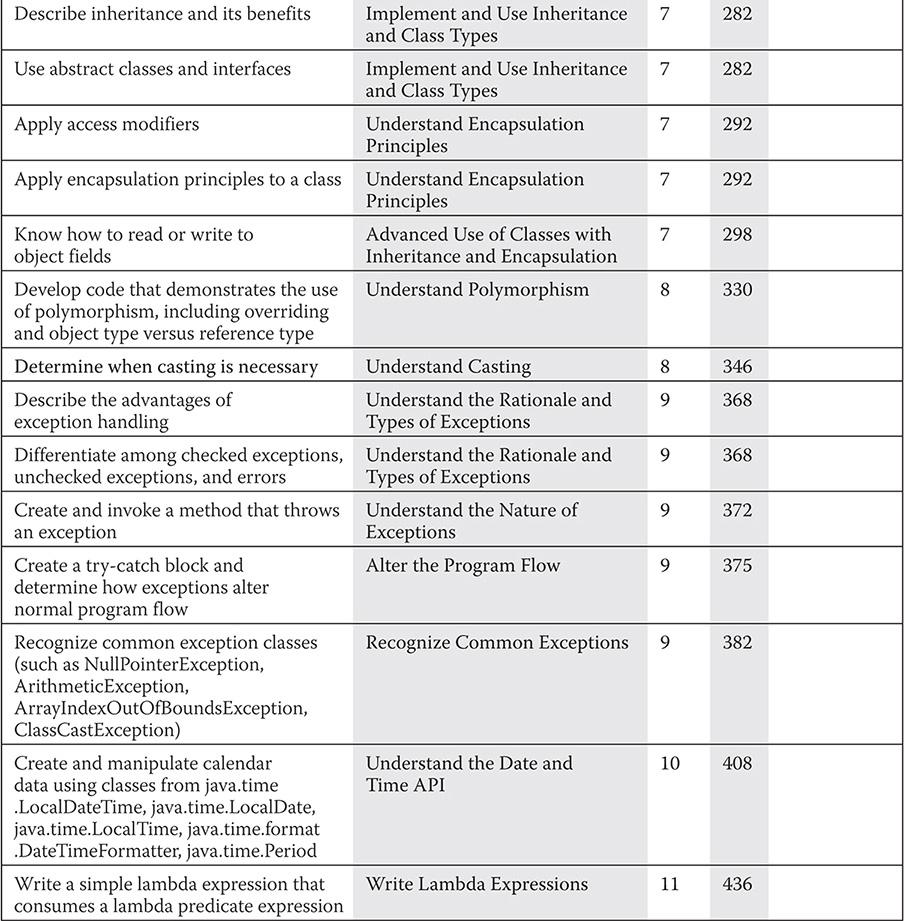 Describe inheritance and its benefits Implement and Use Inheritance 7 282
and Class Types
Use abstract classes and interfaces Implement and Use Inheritance 7 282
and Class Types
Apply access modifiers Understand Encapsulation 7 292
Principles
Apply encapsulation principles to a class Understand Encapsulation 7 292
Principles
Know how to read or write to Advanced Use of Classes with 7 298
object fields Inheritance and Encapsulation
Develop code that demonstrates the use Understand Polymorphism 8 330
of polymorphism, including overriding
and object type versus reference type
Determine when casting is necessary Understand Casting 8 346
Describe the advantages of Understand the Rationale and 9 368
exception handling Types of Exceptions
Differentiate among checked exceptions, Understand the Rationale and 9 368
unchecked exceptions, and errors Types of Exceptions
Create and invoke a method that throws Understand the Nature of 9 372
an exception Exceptions
Create a try-catch block and Alter the Program Flow 9 375
determine how exceptions alter
normal program flow
Recognize common exception classes Recognize Common Exceptions 9 382
(such as NullPointerException,
ArithmeticException,
ArrayIndexOutOfBoundsException,
ClassCastException)
Create and manipulate calendar Understand the Date and 10 408
data using classes from java.time Time API
.LocalDateTime, java.time.LocalDate,
java.time.LocalTime, java.time.format
.DateTimeFormatter, java.time.Period
Write a simple lambda expression that Write Lambda Expressions 11 436
consumes a lambda predicate expression